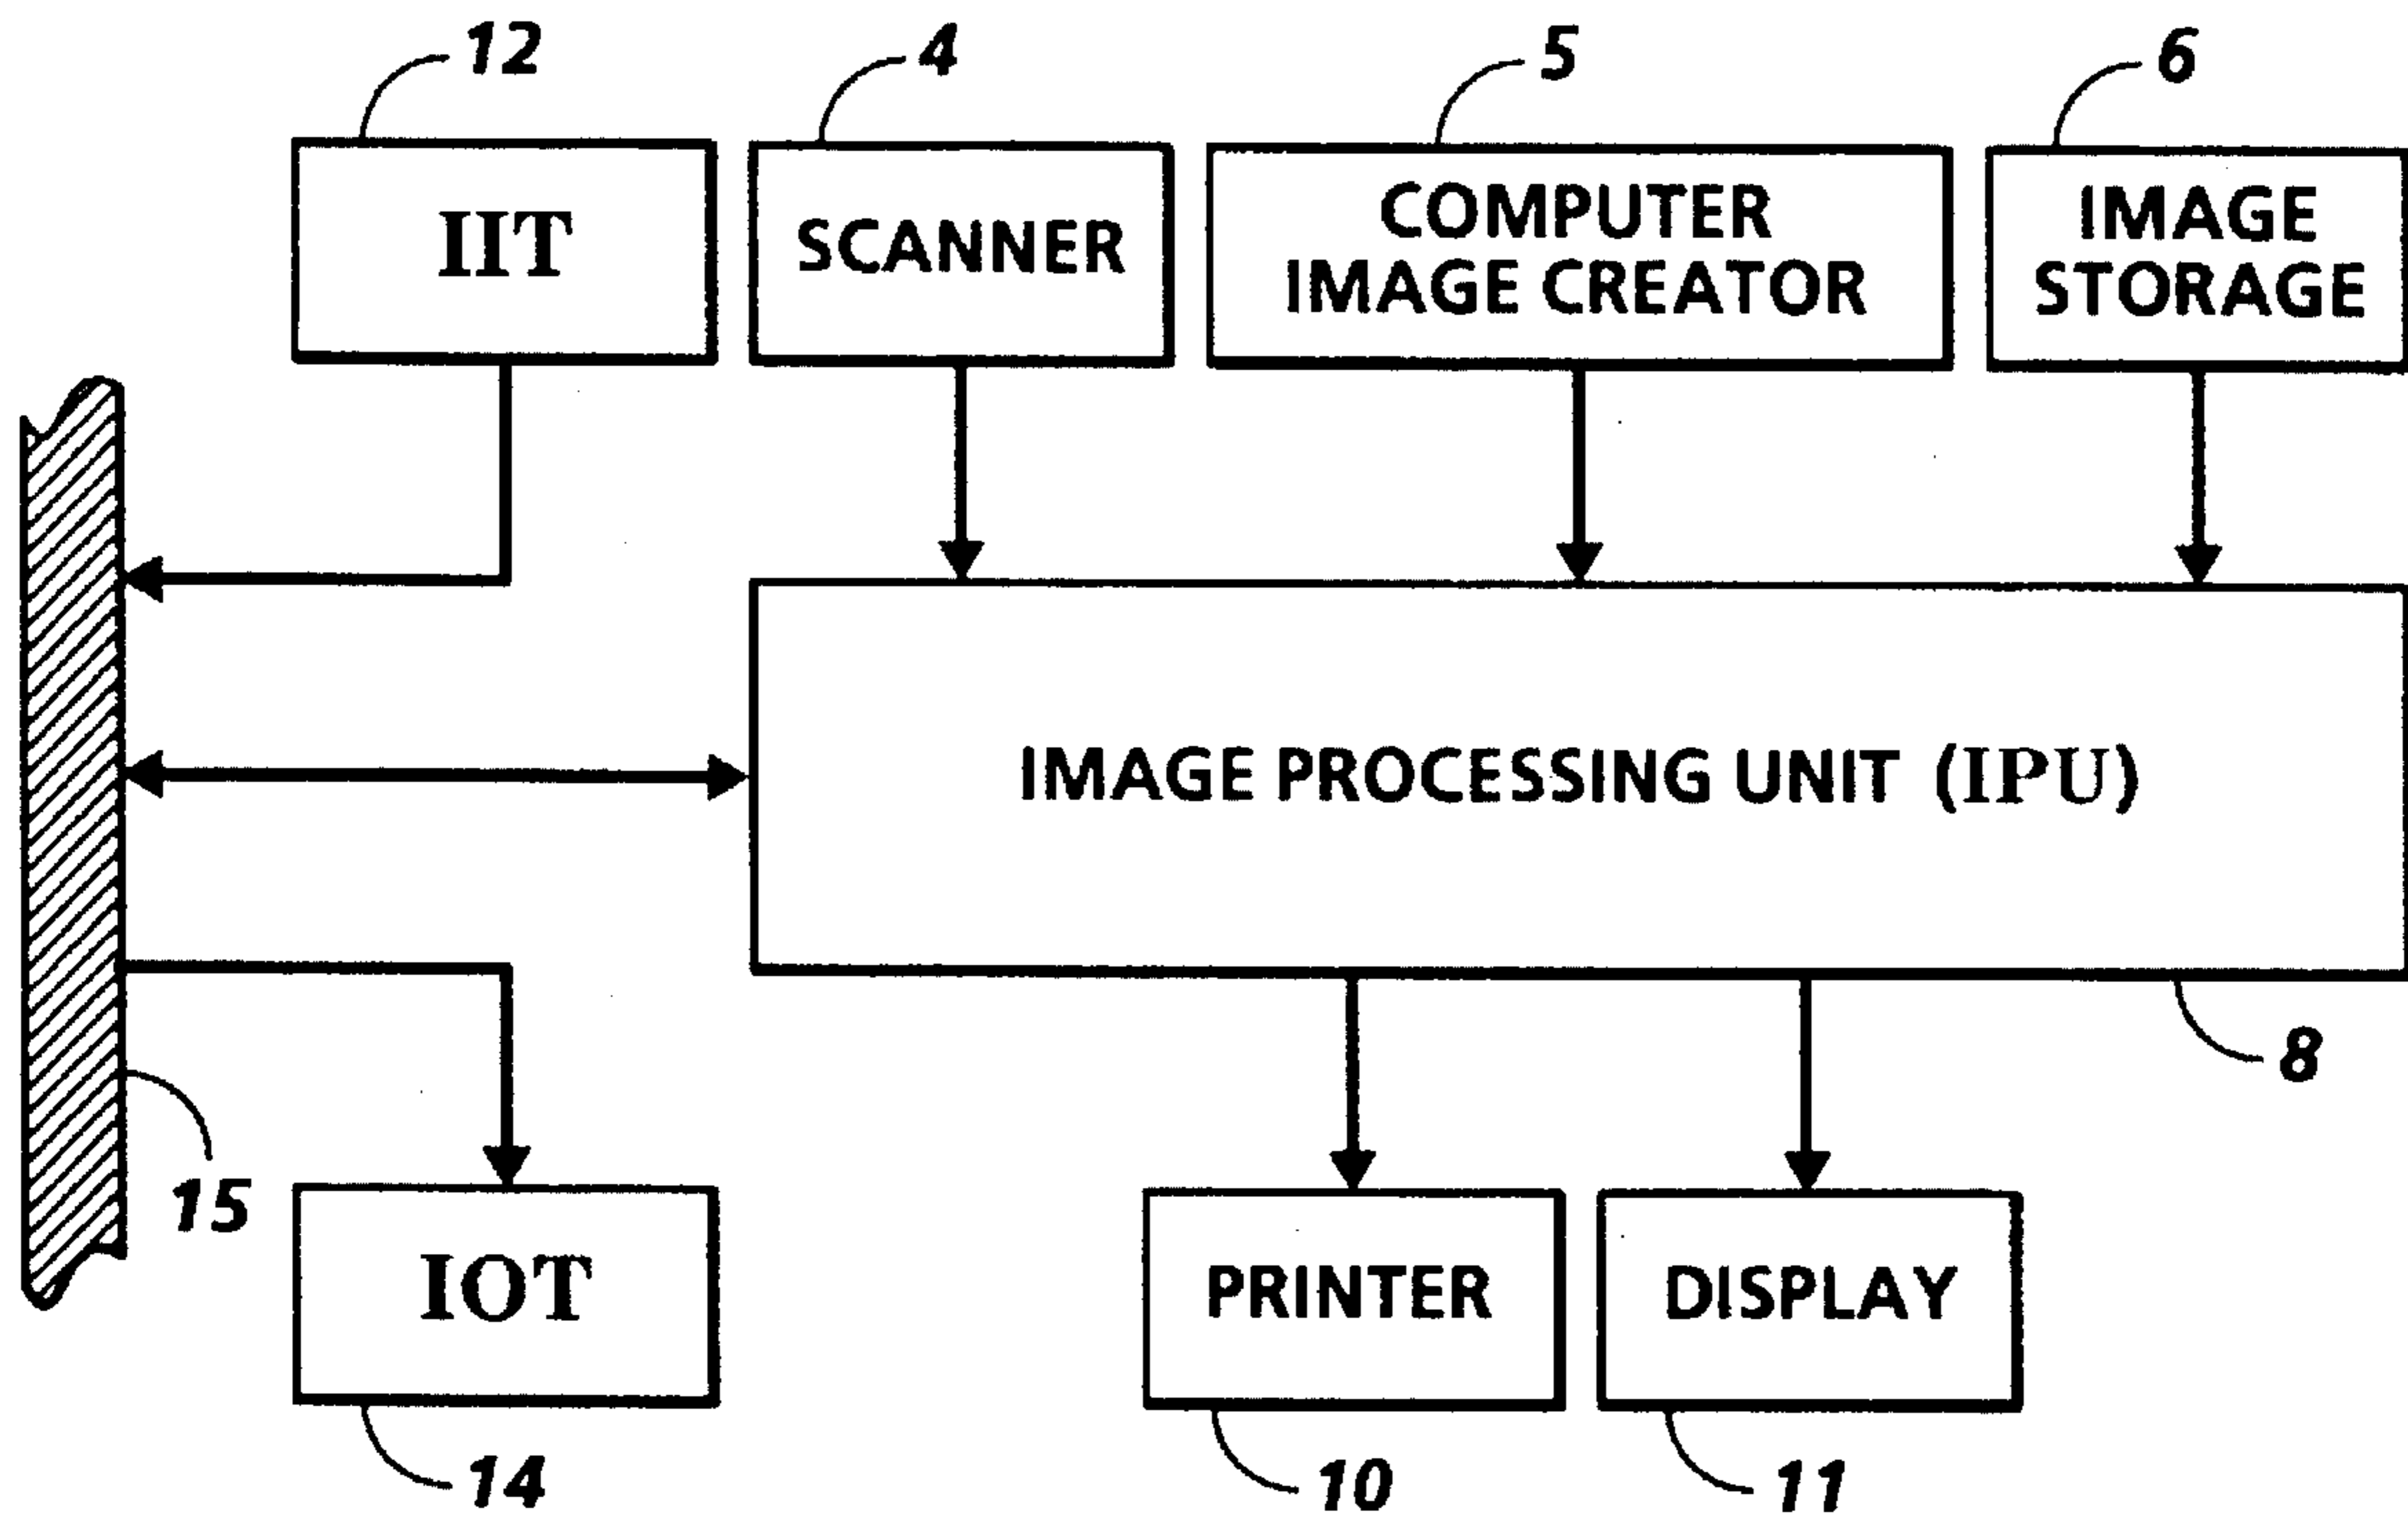 12
4
5
6
IIT
SCANNER
COMPUTER
IMAGE CREATOR
IMAGE
STORAGE
IMAGE PROCESSING UNIT (IPU)
8
15
IOT
PRINTER
DISPLAY
14
10
11